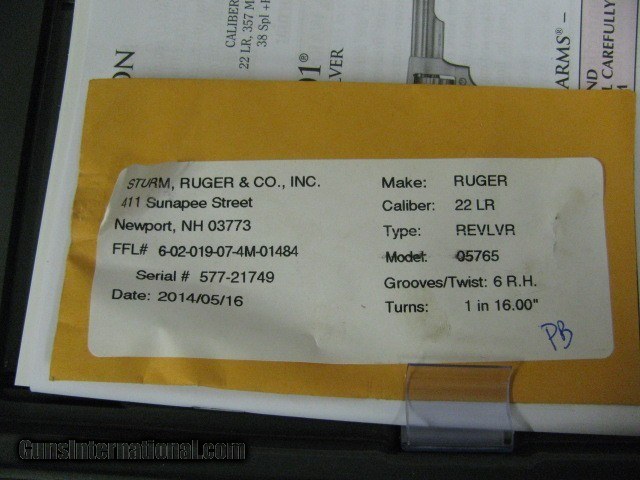 ON
CALIBER
22 LR, 357 M
38 Spl +
01®
LVER
ARMS® –
ND
L CAREFULLY
M
STURM, RUGER & CO., INC.
411 Sunapee Street
Newport, NH 03773
FFL# 6-02-019-07-4M-01484
Serial # 577-21749
Date: 2014/05/16
Make: RUGER
Caliber: 22 LR
Type: REVLVR
Model: 05765
Grooves/Twist: 6 R.H.
Turns: 1 in 16.00"
PB
GunsInternational.com